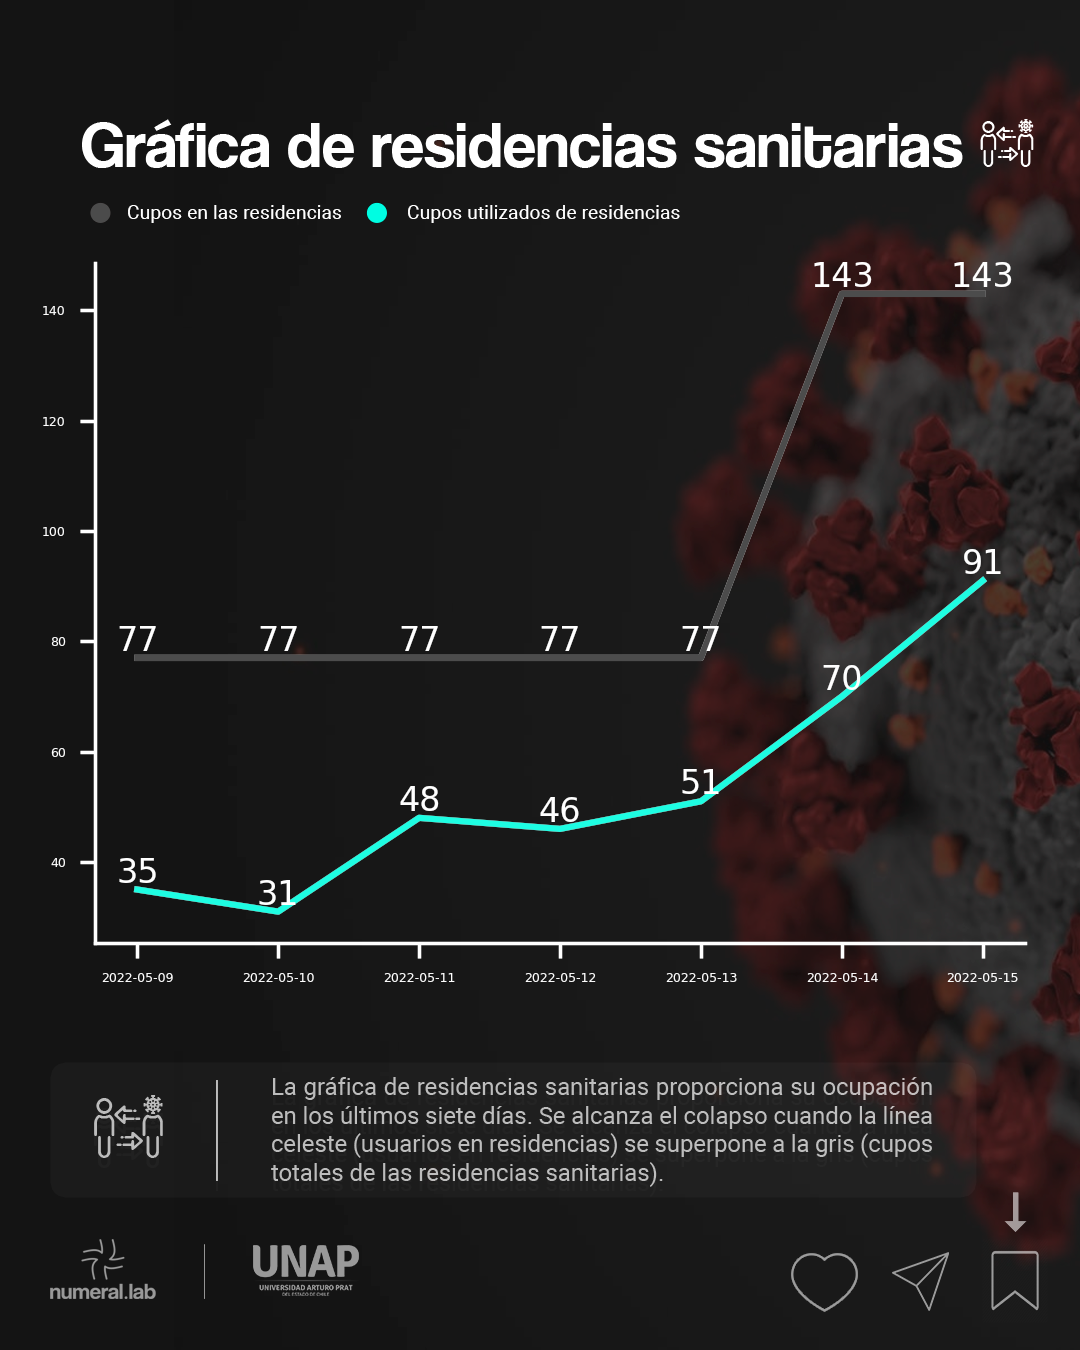 Gráfica de residencias sanitarias
Cupos en las residencias Cupos utilizados de residencias
143 143
140
120
100
91
77 77 77 77 77
80
70
60
51
48 46
40
35 31
2022-05-09 2022-05-10 2022-05-11 2022-05-12 2022-05-13 2022-05-14 2022-05-15
La gráfica de residencias sanitarias proporciona su ocupación
en los últimos siete días. Se alcanza el colapso cuando la línea
celeste (usuarios en residencias) se superpone a la gris (cupos
totales de las residencias sanitarias).
numeral.lab
UNAP
UNIVERSIDAD ARTURO PRAT
DEL ESTADO DE CHILE